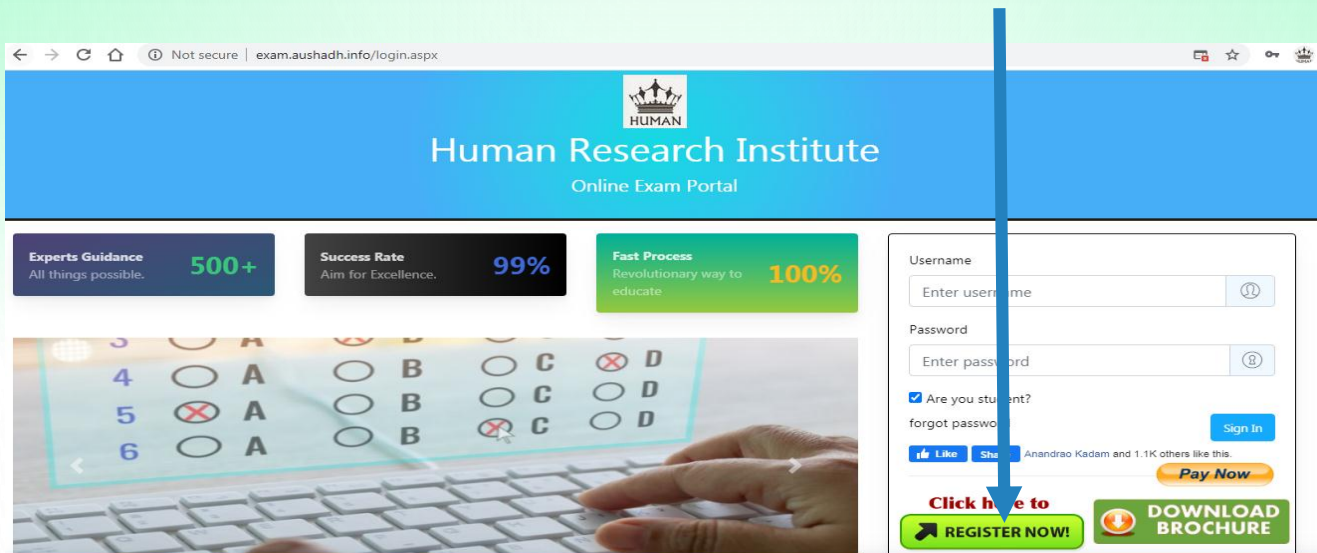 Not secure | exam.aushadh.info/login.aspx
HUMAN
HUMAN
Human Research Institute
Online Exam Portal
Experts Guidance
All things possible.
500+
Success Rate
Aim for Excellence.
99%
Fast Process
Revolutionary way to
educate
100%
3 A B C D
4 A B C D
5 A B C D
6 A B C D
Username
Enter username
Password
Enter password
Are you student?
forgot password
Sign In
Like Share Anandrao Kadam and 1.1K others like this.
Pay Now
Click here to
REGISTER NOW!
DOWNLOAD
BROCHURE